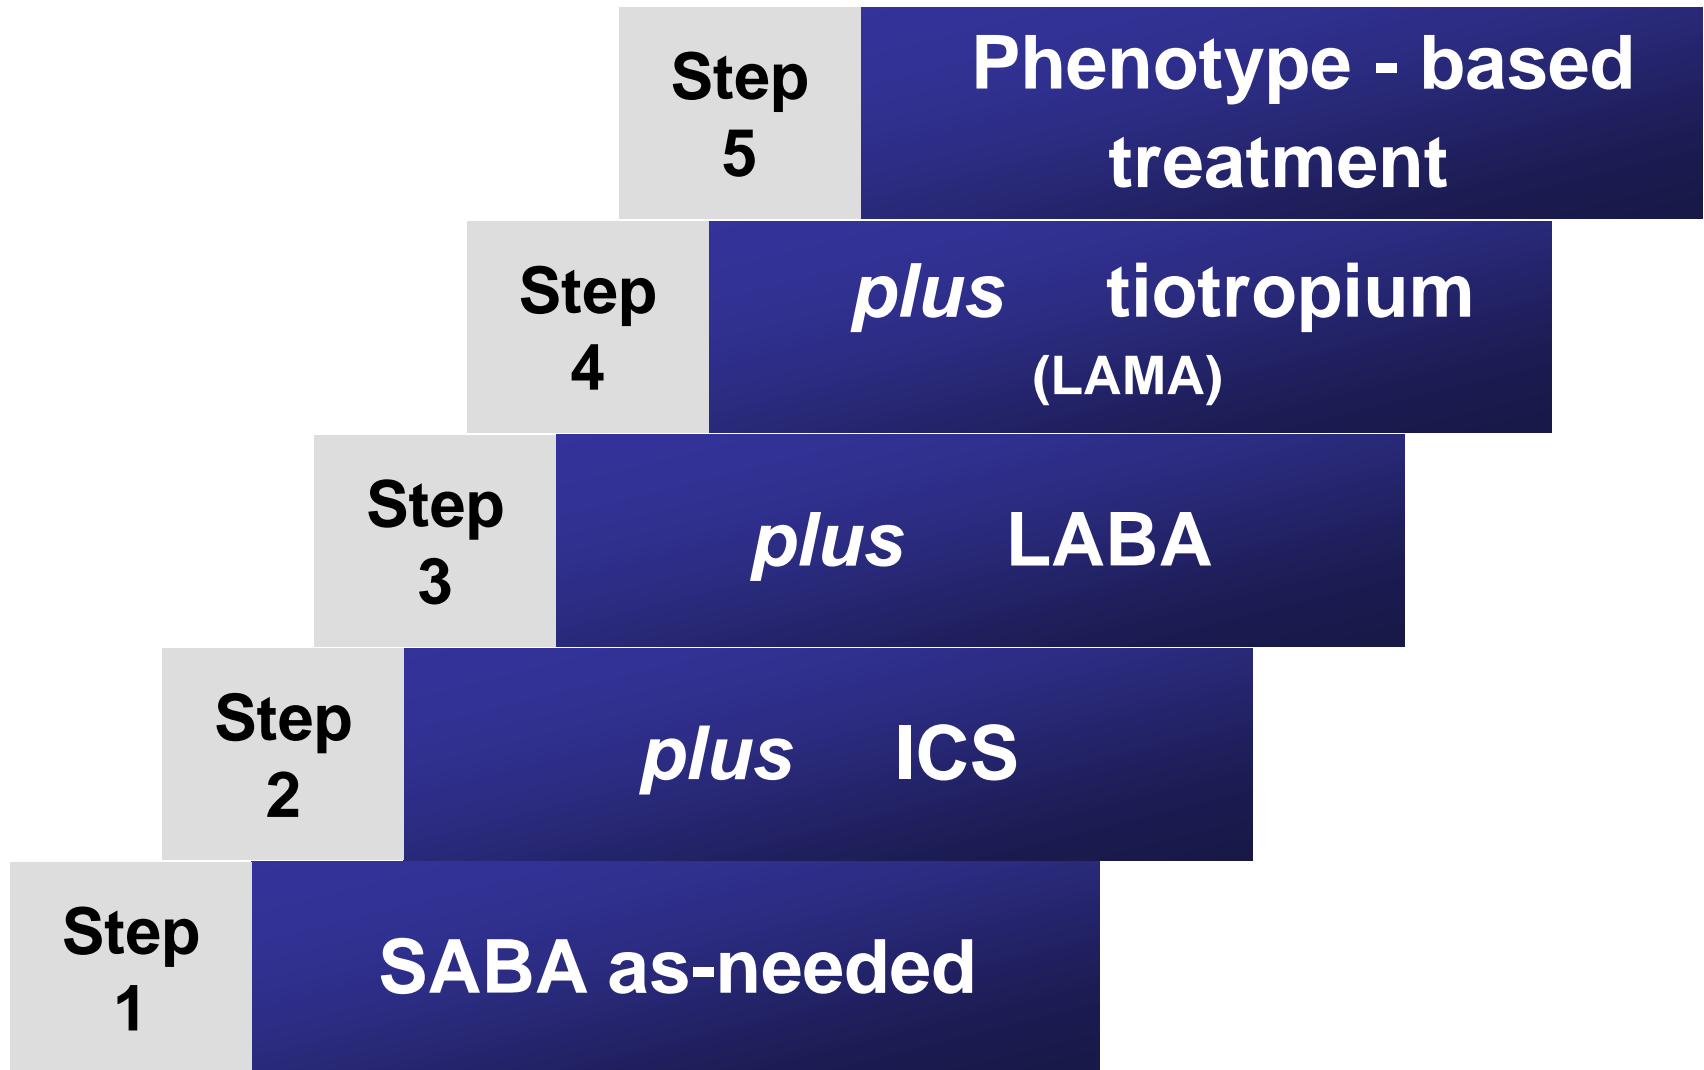 Step
5
Phenotype - based
treatment
Step
4
plus tiotropium
(LAMA)
Step
3
plus LABA
Step
2
plus ICS
Step
1
SABA as-needed